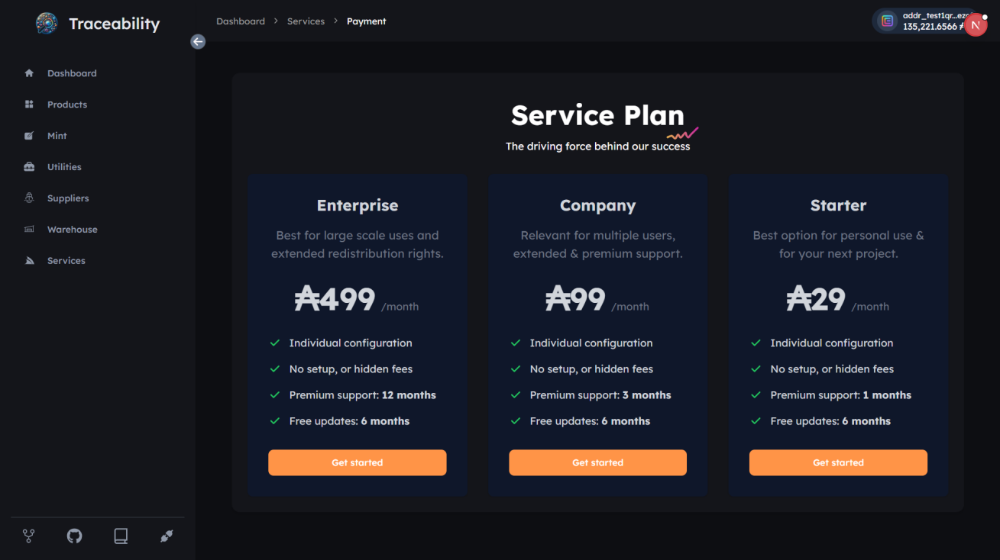 Traceability
Dashboard
Products
Mint
Utilities
Suppliers
Warehouse
Services
Dashboard > Services > Payment
addr_test1qr...
135,221.6566
N
Service Plan
The driving force behind our success
Enterprise
Best for large scale uses and
extended redistribution rights.
₳499 /month
Individual configuration
No setup, or hidden fees
Premium support: 12 months
Free updates: 6 months
Get started
Company
Relevant for multiple users,
extended & premium support.
₳99 /month
Individual configuration
No setup, or hidden fees
Premium support: 3 months
Free updates: 6 months
Get started
Starter
Best option for personal use &
for your next project.
₳29 /month
Individual configuration
No setup, or hidden fees
Premium support: 1 months
Free updates: 6 months
Get started